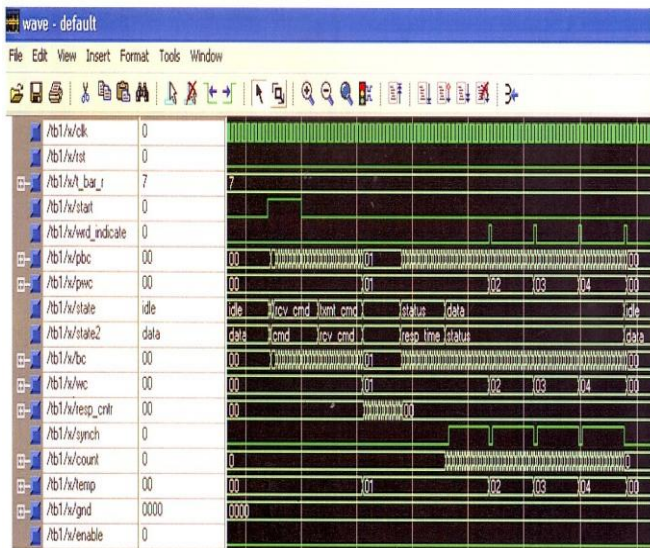 wave - default
File Edit View Insert Format Tools Window
/tb1/x/clk 0
/tb1/x/rst 0
/tb1/x/t_bar_r 7 7
/tb1/x/start 0
/tb1/x/wrd_indicate 0
/tb1/x/pbc 00 00 01 00
/tb1/x/pwc 00 00 01 02 03 04 00
/tb1/x/state idle idle rcv_cmd txmt_cmd status data idle
/tb1/x/state2 data data cmd rcv_cmd resp_time status data
/tb1/x/bc 00 00 01 00
/tb1/x/wc 00 00 01 02 03 04 00
/tb1/x/resp_cntr 00 00 00
/tb1/x/synch 0
/tb1/x/count 0 0 0
/tb1/x/temp 00 00 01 02 03 04 00
/tb1/x/gnd 0000 0000
/tb1/x/enable 0